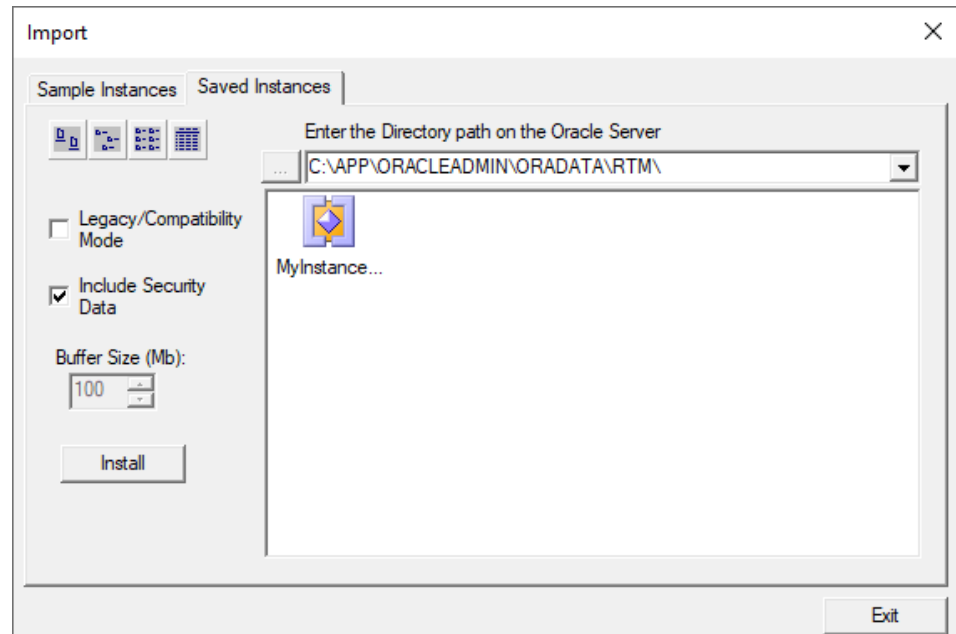 Import
Sample Instances
Saved Instances
Enter the Directory path on the Oracle Server
...
C:\APP\ORACLEADMIN\ORADATA\RTM\
Legacy/Compatibility
Mode
MyInstance...
Include Security
Data
Buffer Size (Mb):
100
Install
Exit